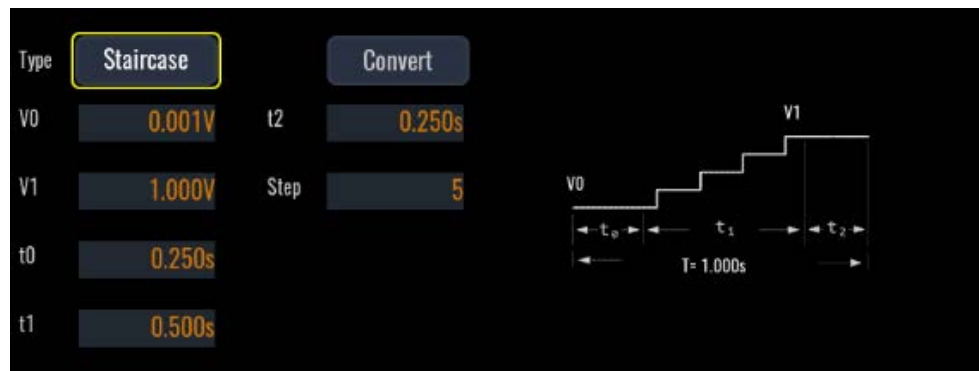 Type Staircase Convert
V0 0.001V t2 0.250s
V1 1.000V Step 5
t0 0.250s
t1 0.500s
V1
V0
t₀ t₁ t₂
T= 1.000s